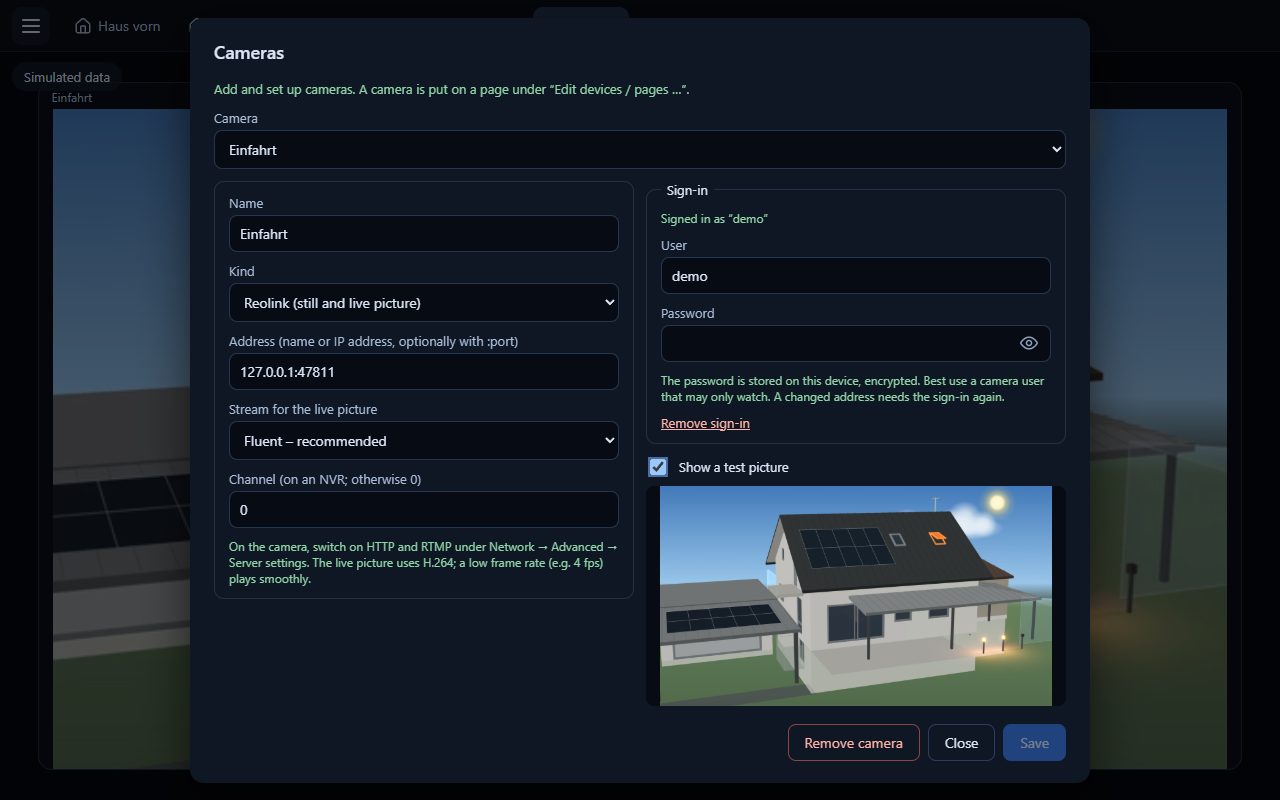 Haus vorn
Simulated data
Einfahrt
Cameras
Add and set up cameras. A camera is put on a page under “Edit devices / pages ...”.
Camera
Einfahrt
Name
Einfahrt
Kind
Reolink (still and live picture)
Address (name or IP address, optionally with :port)
127.0.0.1:47811
Stream for the live picture
Fluent – recommended
Channel (on an NVR; otherwise 0)
0
On the camera, switch on HTTP and RTMP under Network → Advanced →
Server settings. The live picture uses H.264; a low frame rate (e.g. 4 fps)
plays smoothly.
Sign-in
Signed in as “demo”
User
demo
Password
The password is stored on this device, encrypted. Best use a camera user
that may only watch. A changed address needs the sign-in again.
Remove sign-in
Show a test picture
Remove camera
Close
Save